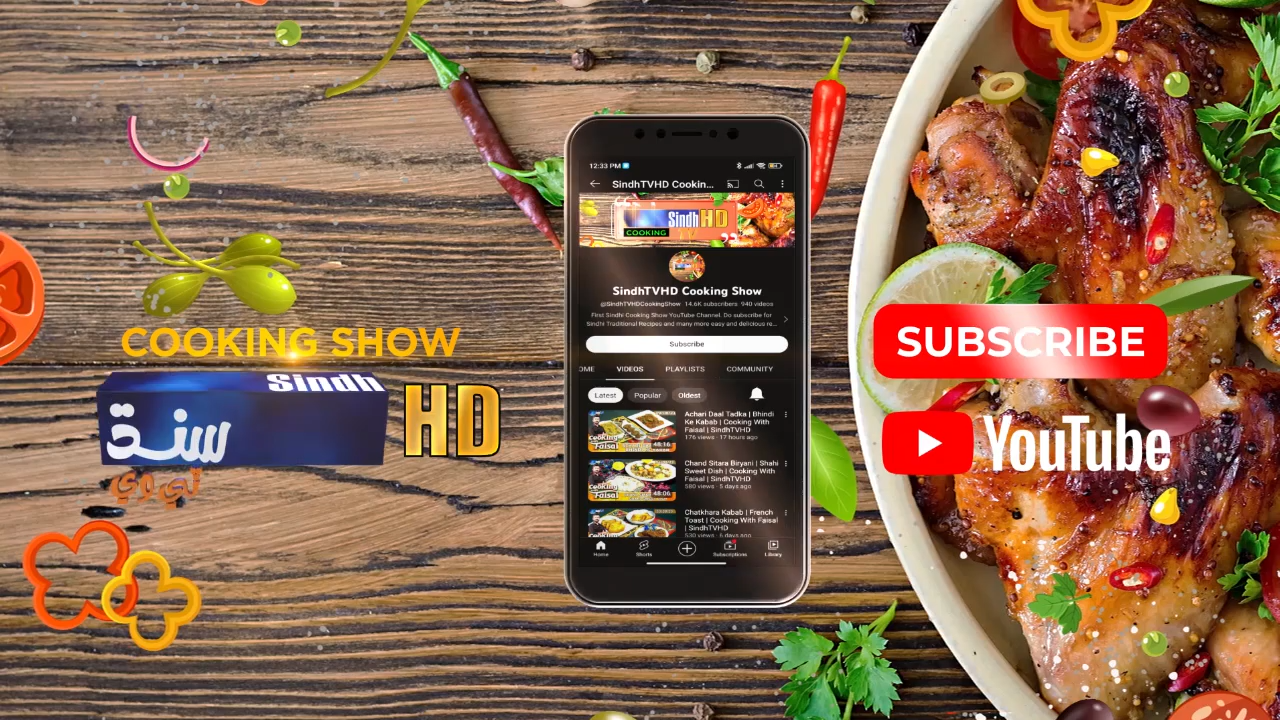 COOKING SHOW
Sindh
HD
12:33 PM
SindhTVHD Cookin...
SindhHD
COOKING
SindhTVHD Cooking Show
@SindhTVHDCookingShow 14.6K subscribers 940 videos
First Sindhi Cooking Show YouTube Channel. Do subscribe for
Sindhi Traditional Recipes and many more easy and delicious re...
Subscribe
OME VIDEOS PLAYLISTS COMMUNITY
Latest Popular Oldest
Achari Daal Tadka | Bhindi
Ke Kabab | Cooking With
Faisal | SindhTVHD
176 views · 17 hours ago
Cooking
Faisal
48:16
Chand Sitara Biryani | Shahi
Sweet Dish | Cooking With
Faisal | SindhTVHD
580 views · 5 days ago
Cooking
Faisal
48:06
Chatkhara Kabab | French
Toast | Cooking With Faisal
| SindhTVHD
530 views · 6 days ago
Home Shorts Subscriptions Library
SUBSCRIBE
YouTube